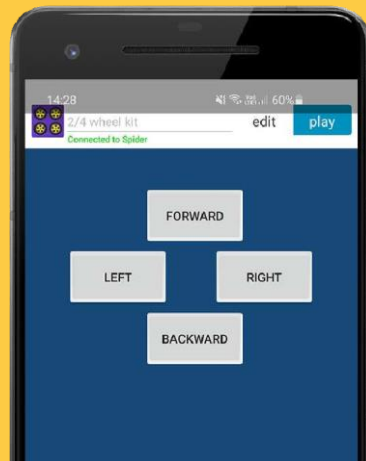 14:28 60%
2/4 wheel kit edit play
Connected to Spider
FORWARD
LEFT RIGHT
BACKWARD